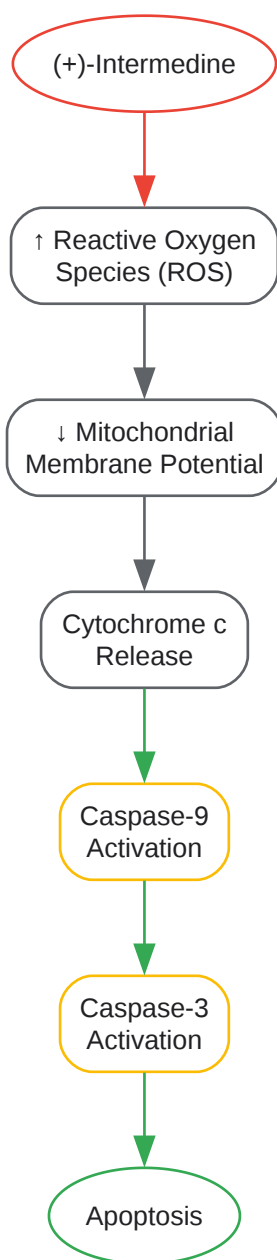 (+)-Intermedine
↑ Reactive Oxygen
Species (ROS)
↓ Mitochondrial
Membrane Potential
Cytochrome c
Release
Caspase-9
Activation
Caspase-3
Activation
Apoptosis